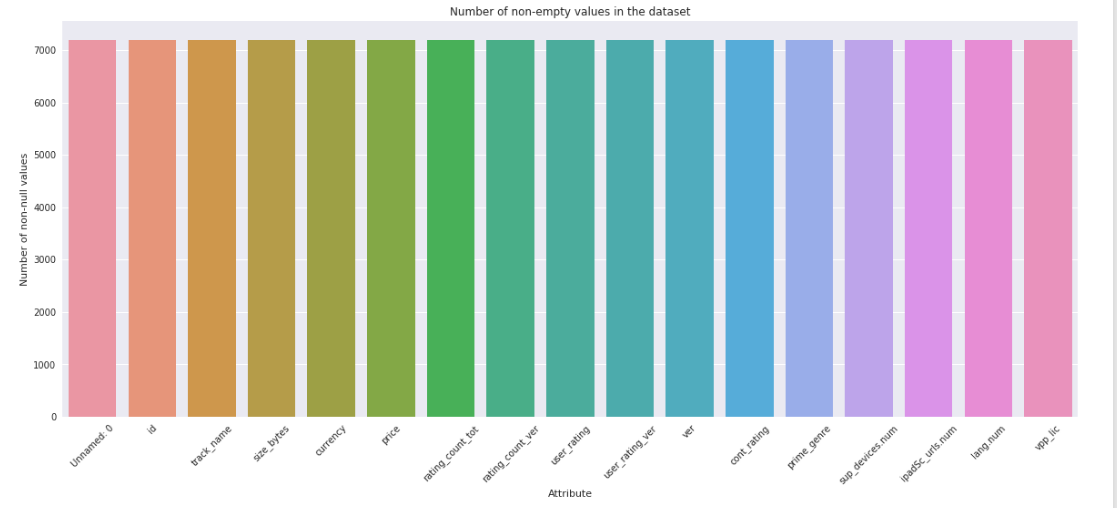 Number of non-empty values in the dataset
Number of non-null values
7000
6000
5000
4000
3000
2000
1000
0
Unnamed: 0
id
track_name
size_bytes
currency
price
rating_count_tot
rating_count_ver
user_rating
user_rating_ver
ver
cont_rating
prime_genre
sup_devices.num
ipadSc_urls.num
lang.num
vpp_lic
Attribute